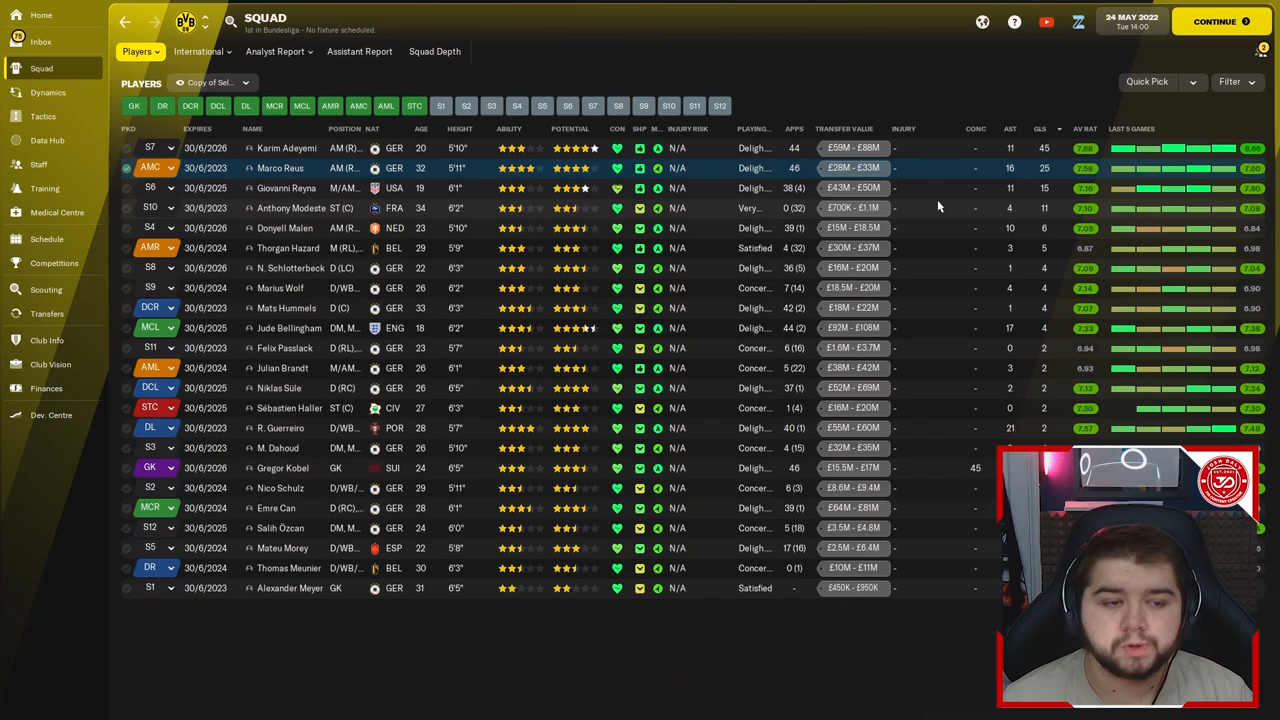 Home SQUAD 24 MAY 2022 CONTINUE
1st in Bundesliga - No fixture scheduled. Tue 14:00
76 Inbox
Squad Players International Analyst Report Assistant Report Squad Depth 2
Dynamics PLAYERS Copy of Sel... Quick Pick Filter
Tactics GK DR DCR DCL DL MCR MCL AMR AMC AML STC S1 S2 S3 S4 S5 S6 S7 S8 S9 S10 S11 S12
PKD EXPIRES NAME POSITION NAT AGE HEIGHT ABILITY POTENTIAL CON SHP M... INJURY RISK PLAYING... APPS TRANSFER VALUE INJURY CONC AST GLS AV RAT LAST 5 GAMES
Data Hub S7 30/6/2026 Karim Adeyemi AM (R)... GER 20 5'10" N/A Deligh.... 44 £59M - £88M - - 11 45 7.68 8.66
Staff AMC 30/6/2023 Marco Reus AM (R)... GER 32 5'11" N/A Deligh.... 46 £28M - £33M - - 16 25 7.58 7.60
Training S6 30/6/2026 Giovanni Reyna M/AM... USA 19 6'1" N/A Deligh.... 38 (4) £43M - £50M - - 11 15 7.16 7.80
Medical Centre S10 30/6/2023 Anthony Modeste ST (C) FRA 34 6'2" N/A Very... 0 (32) £700K - £1.1M - - 4 11 7.10 7.08
S4 30/6/2026 Donyell Malen AM (R)... NED 23 5'10" N/A Deligh.... 39 (1) £15M - £18.5M - - 10 6 7.05 6.84
Schedule AMR 30/6/2023 Thorgan Hazard M (RL)... BEL 29 5'9" N/A Satisfied 4 (32) £30M - £37M - - 3 5 6.87 6.98
Competitions S8 30/6/2026 N. Schlotterbeck D (LC) GER 22 6'3" N/A Deligh.... 36 (5) £16M - £20M - - 1 4 7.09 7.04
Scouting S9 30/6/2024 Marius Wolf D/WB... GER 26 6'2" N/A Concer... 7 (14) £18.5M - £20M - - 4 4 7.14 6.90
Transfers DCR 30/6/2023 Hummels D (C) GER 33 6'3" N/A Deligh.... 42 (2) £18M - £22M - - 1 4 7.07 6.90
Club Info MCL 30/6/2025 Jude Bellingham DM, M... ENG 18 6'2" N/A Deligh.... 44 (2) £92M - £108M - - 17 4 7.23 7.38
S11 30/6/2023 Felix Passlack D (RL)... GER 23 5'7" N/A Concer... 6 (16) £1.6M - £3.7M - - 0 2 6.94 6.98
Club Vision AML 30/6/2024 Julian Brandt M/AM... GER 26 6'1" N/A Concer... 5 (22) £38M - £42M - - 3 2 6.93 7.12
Finances DCL 30/6/2026 Niklas Süle D (RC) GER 26 6'5" N/A Deligh.... 37 (1) £52M - £69M - - 2 2 7.13 7.34
Dev. Centre STC 30/6/2025 Sébastien Haller ST (C) CIV 27 6'3" N/A Concer... 1 (4) £16M - £20M - - 0 2 7.30 7.30
DL 30/6/2023 R. Guerreiro D/WB... POR 28 5'7" N/A Deligh.... 40 (1) £55M - £60M - - 21 2 7.57 7.48
S3 30/6/2023 M. Dahoud DM, M... GER 26 5'10" N/A Concer... 4 (15) £32M - £35M - -
GK 30/6/2026 Gregor Kobel GK SUI 24 6'5" N/A Deligh.... 46 £15.5M - £17M - 45
S2 30/6/2024 Nico Schulz D/WB... GER 29 5'11" N/A Concer... 6 (3) £8.6M - £9.4M - -
MCR 30/6/2024 Emre Can D (RC)... GER 28 6'1" N/A Deligh.... 39 (1) £64M - £81M - -
S12 30/6/2025 Salih Özcan DM, M... GER 24 6'0" N/A Concer... 5 (18) £3.5M - £4.8M - -
S5 30/6/2024 Mateu Morey D/WB... ESP 22 5'8" N/A Deligh.... 17 (16) £2.5M - £6.4M - -
DR 30/6/2024 Thomas Meunier D/WB/... BEL 30 6'3" N/A Concer... 0 (1) £10M - £11M - -
S1 30/6/2023 Alexander Meyer GK GER 31 6'5" N/A Satisfied - £450K - £950K - -
JOSH DALY
JD